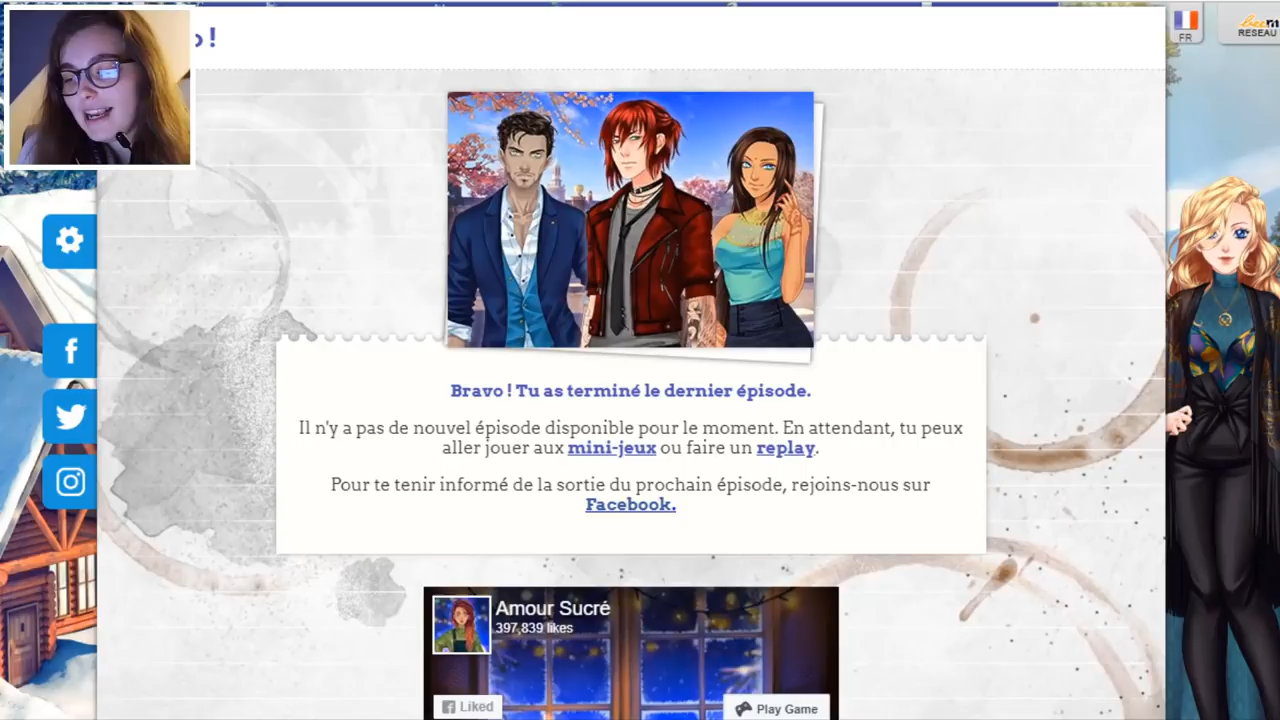 o !
FR
RESEAU
Bravo ! Tu as terminé le dernier épisode.
Il n'y a pas de nouvel épisode disponible pour le moment. En attendant, tu peux
aller jouer aux mini-jeux ou faire un replay.
Pour te tenir informé de la sortie du prochain épisode, rejoins-nous sur
Facebook.
Amour Sucré
397,839 likes
Liked
Play Game